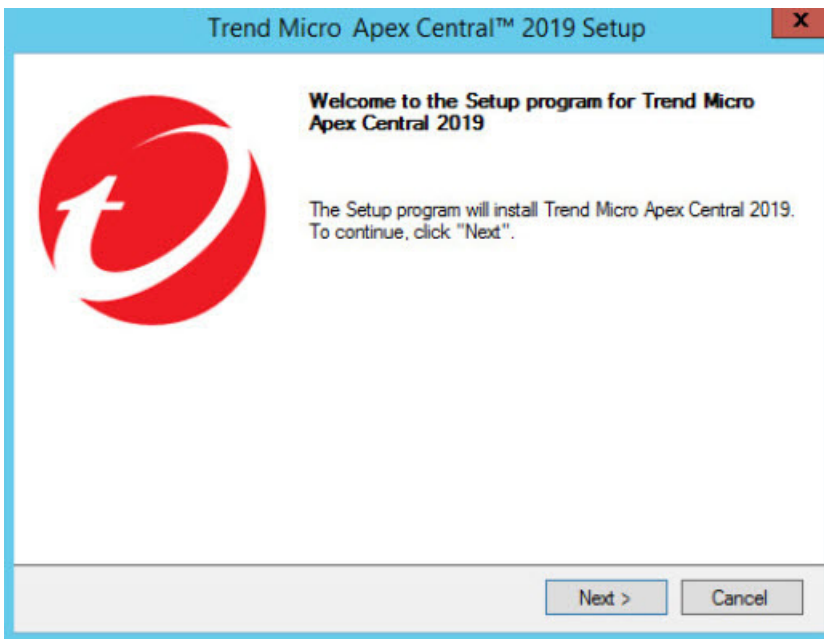 Trend Micro Apex Central™ 2019 Setup
X
Welcome to the Setup program for Trend Micro
Apex Central 2019
The Setup program will install Trend Micro Apex Central 2019.
To continue, click "Next".
Next >
Cancel